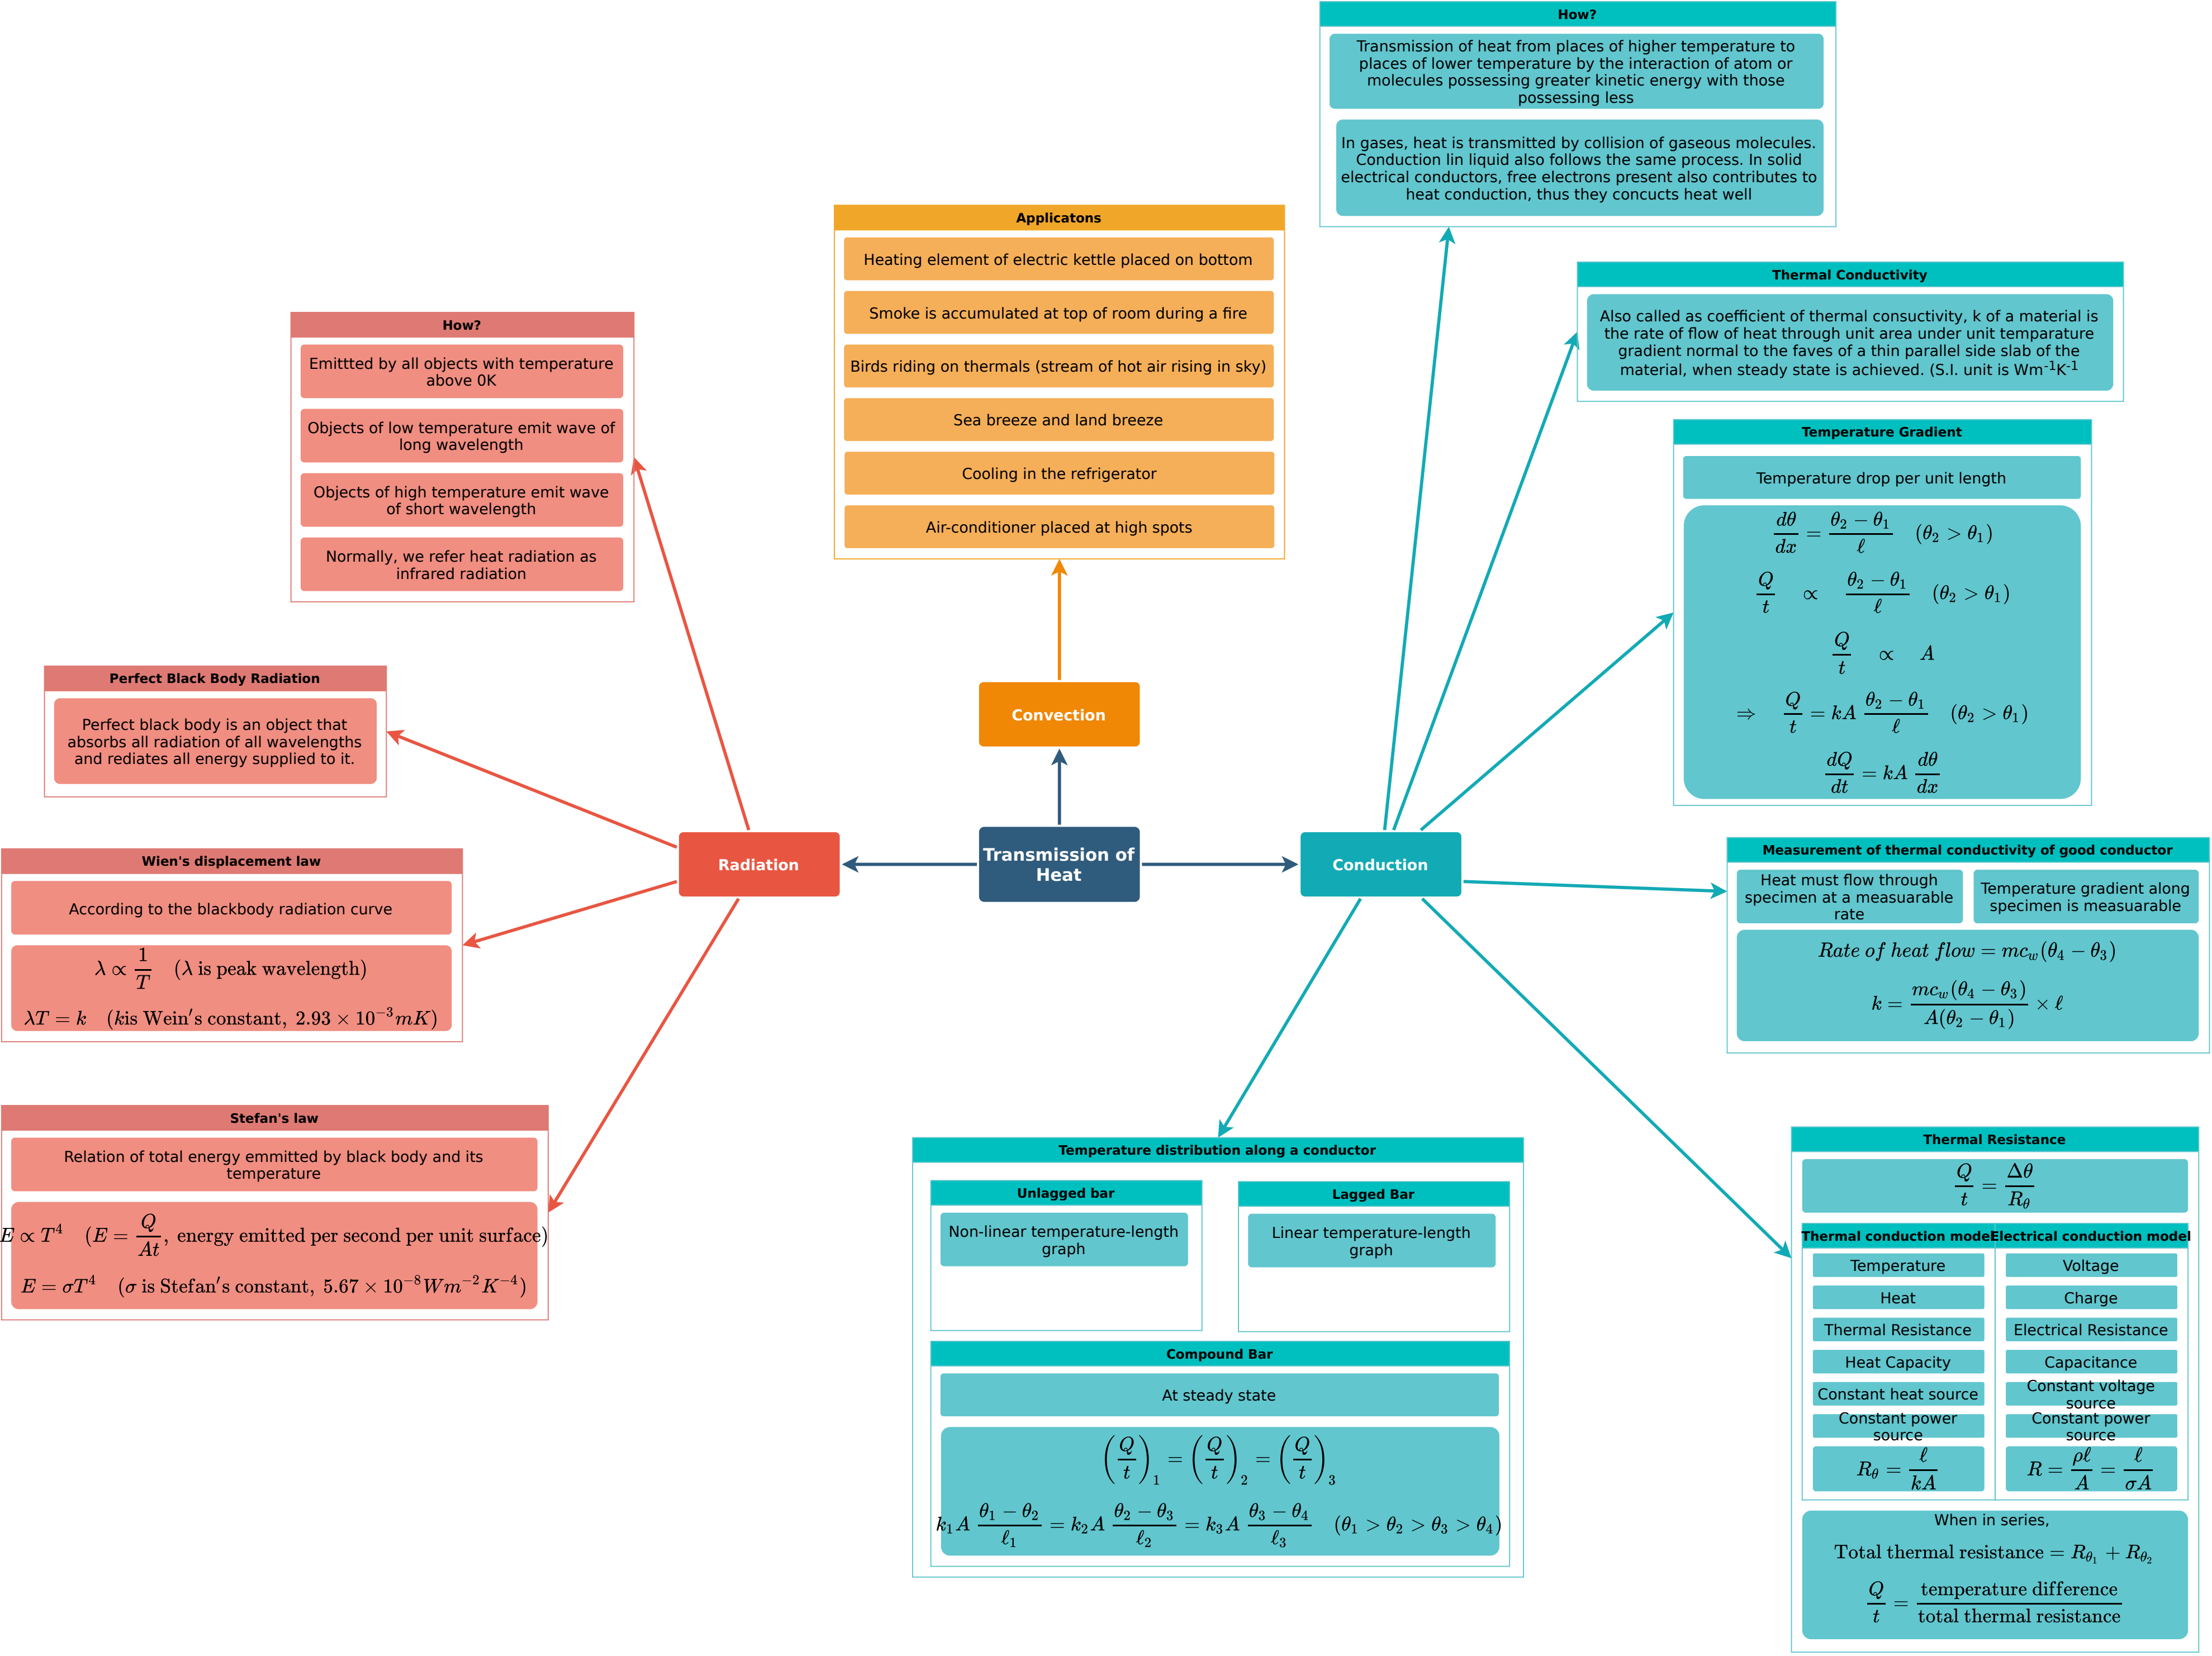 How?
Transmission of heat from places of higher temperature to
places of lower temperature by the interaction of atom or
molecules possessing greater kinetic energy with those
possessing less
In gases, heat is transmitted by collision of gaseous molecules.
Conduction lin liquid also follows the same process. In solid
electrical conductors, free electrons present also contributes to
heat conduction, thus they concucts heat well
Applicatons
Heating element of electric kettle placed on bottom
Smoke is accumulated at top of room during a fire
Birds riding on thermals (stream of hot air rising in sky)
Sea breeze and land breeze
Cooling in the refrigerator
Air-conditioner placed at high spots
Thermal Conductivity
Also called as coefficient of thermal consuctivity, k of a material is
the rate of flow of heat through unit area under unit temparature
gradient normal to the faves of a thin parallel side slab of the
material, when steady state is achieved. (S.I. unit is Wm⁻¹K⁻¹
How?
Emittted by all objects with temperature
above 0K
Objects of low temperature emit wave of
long wavelength
Objects of high temperature emit wave
of short wavelength
Normally, we refer heat radiation as
infrared radiation
Temperature Gradient
Temperature drop per unit length
dθ/dx = (θ₂ − θ₁)/ℓ (θ₂ > θ₁)
Q/t ∝ (θ₂ − θ₁)/ℓ (θ₂ > θ₁)
Q/t ∝ A
⇒ Q/t = kA (θ₂ − θ₁)/ℓ (θ₂ > θ₁)
dQ/dt = kA dθ/dx
Perfect Black Body Radiation
Perfect black body is an object that
absorbs all radiation of all wavelengths
and rediates all energy supplied to it.
Convection
Radiation
Transmission of
Heat
Conduction
Wien's displacement law
According to the blackbody radiation curve
λ ∝ 1/T (λ is peak wavelength)
λT = k (kis Wein′s constant, 2.93 × 10⁻³mK)
Measurement of thermal conductivity of good conductor
Heat must flow through
specimen at a measuarable
rate
Temperature gradient along
specimen is measuarable
Rate of heat flow = mc_w(θ₄ − θ₃)
k = mc_w(θ₄ − θ₃)/A(θ₂ − θ₁) × ℓ
Stefan's law
Relation of total energy emmitted by black body and its
temperature
E ∝ T⁴ (E = Q/At, energy emitted per second per unit surface)
E = σT⁴ (σ is Stefan′s constant, 5.67 × 10⁻⁸Wm⁻²K⁻⁴)
Temperature distribution along a conductor
Unlagged bar
Non-linear temperature-length
graph
Lagged Bar
Linear temperature-length
graph
Compound Bar
At steady state
(Q/t)₁ = (Q/t)₂ = (Q/t)₃
k₁A (θ₁ − θ₂)/ℓ₁ = k₂A (θ₂ − θ₃)/ℓ₂ = k₃A (θ₃ − θ₄)/ℓ₃ (θ₁ > θ₂ > θ₃ > θ₄)
Thermal Resistance
Q/t = Δθ/R_θ
Thermal conduction model
Electrical conduction model
Temperature
Voltage
Heat
Charge
Thermal Resistance
Electrical Resistance
Heat Capacity
Capacitance
Constant heat source
Constant voltage
source
Constant power
source
Constant power
source
R_θ = ℓ/kA
R = ρℓ/A = ℓ/σA
When in series,
Total thermal resistance = R_θ₁ + R_θ₂
Q/t = temperature difference/total thermal resistance